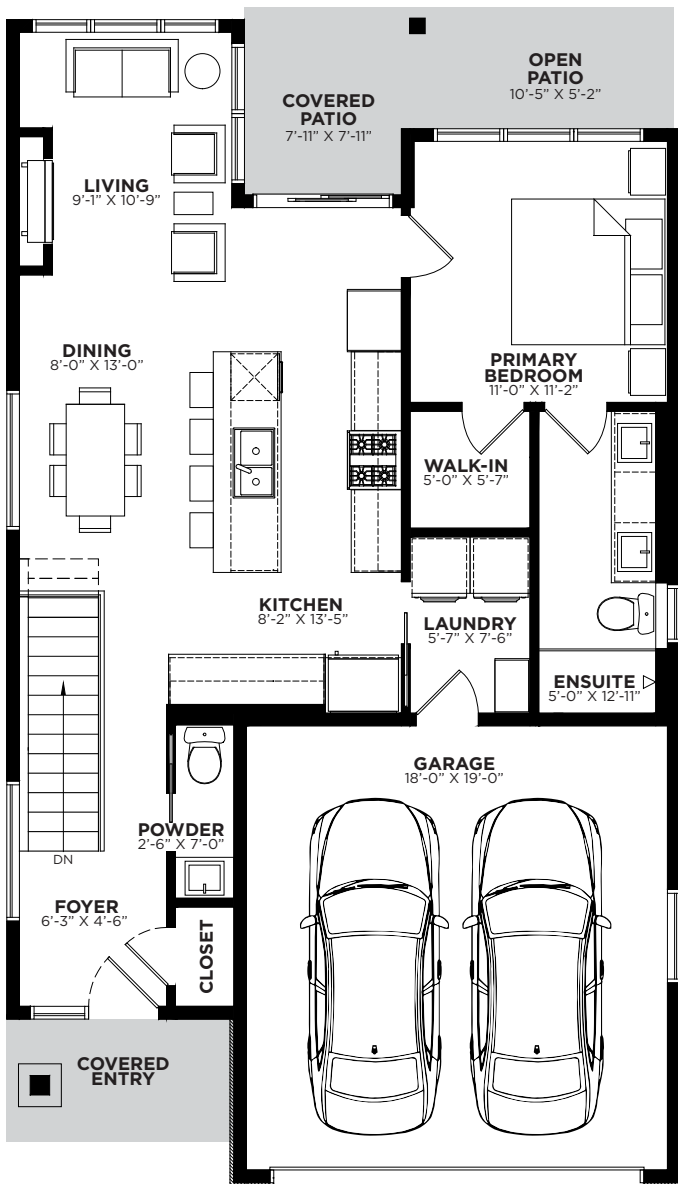 OPEN
PATIO
10'-5” X 5'-2”
COVERED
PATIO
7'-11” X 7'-11”
LIVING
9'-1” X 10'-9”
DINING
8'-0” X 13'-0”
PRIMARY
BEDROOM
11'-0” X 11'-2”
WALK-IN
5'-0” X 5'-7”
KITCHEN
8'-2” X 13'-5”
LAUNDRY
5'-7” X 7'-6”
ENSUITE
5'-0” X 12'-11”
GARAGE
18'-0” X 19'-0”
POWDER
2'-6” X 7'-0”
DN
FOYER
6'-3” X 4'-6”
CLOSET
COVERED
ENTRY